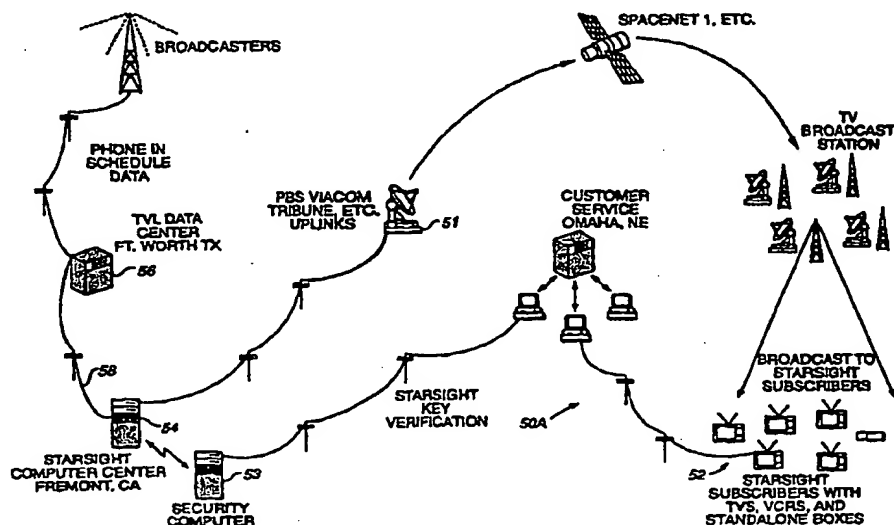 BROADCASTERS
SPACENET 1, ETC.
PHONE IN
SCHEDULE
DATA
TV
BROADCAST
STATION
TVL DATA
CENTER
FT. WORTH TX
56
PBS VIACOM
TRIBUNE, ETC.
UPLINKS
51
CUSTOMER
SERVICE
OMAHA, NE
58
54
STARSIGHT
COMPUTER CENTER
FREMONT, CA
53
SECURITY
COMPUTER
STARSIGHT
KEY
VERIFICATION
50A
BROADCAST TO
STARSIGHT
SUBSCRIBERS
52
STARSIGHT
SUBSCRIBERS WITH
TVS, VCRS, AND
STANDALONE BOXES